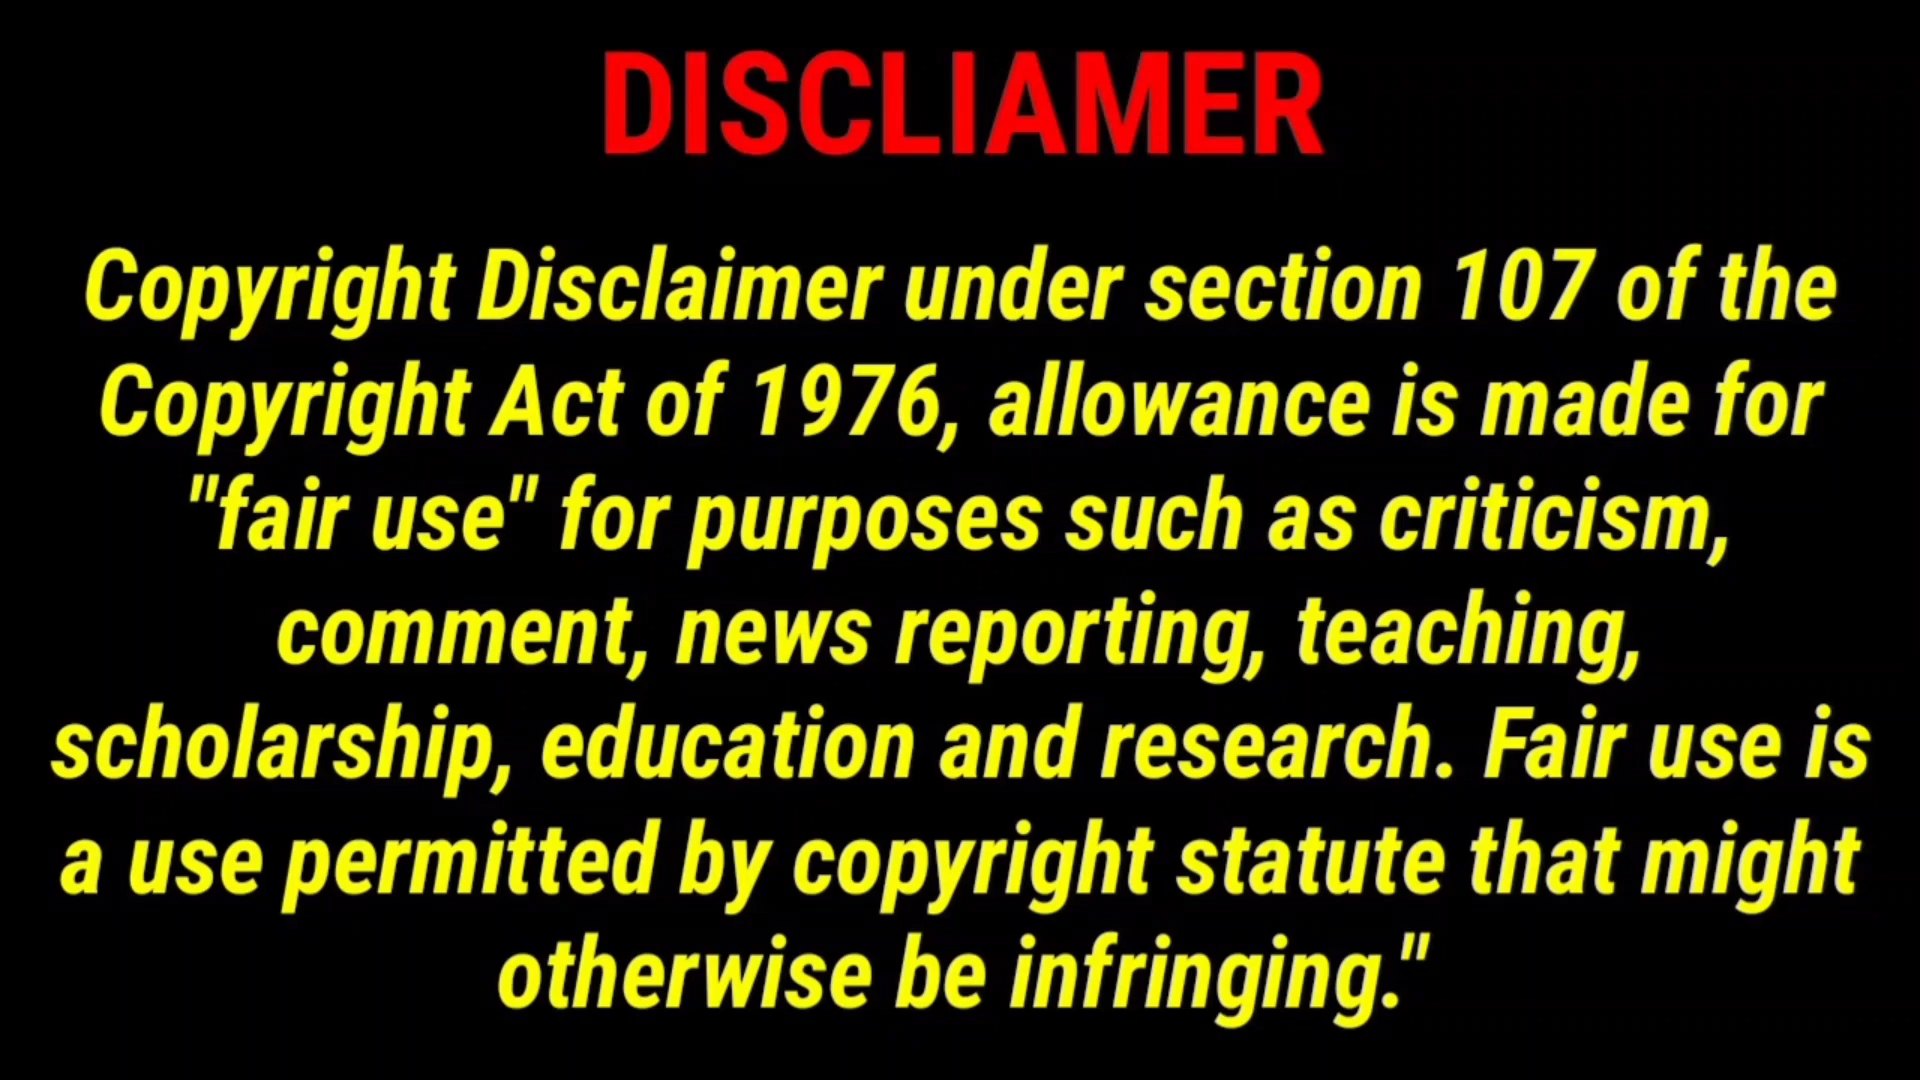 DISCLIAMER
Copyright Disclaimer under section 107 of the
Copyright Act of 1976, allowance is made for
"fair use" for purposes such as criticism,
comment, news reporting, teaching,
scholarship, education and research. Fair use is
a use permitted by copyright statute that might
otherwise be infringing."